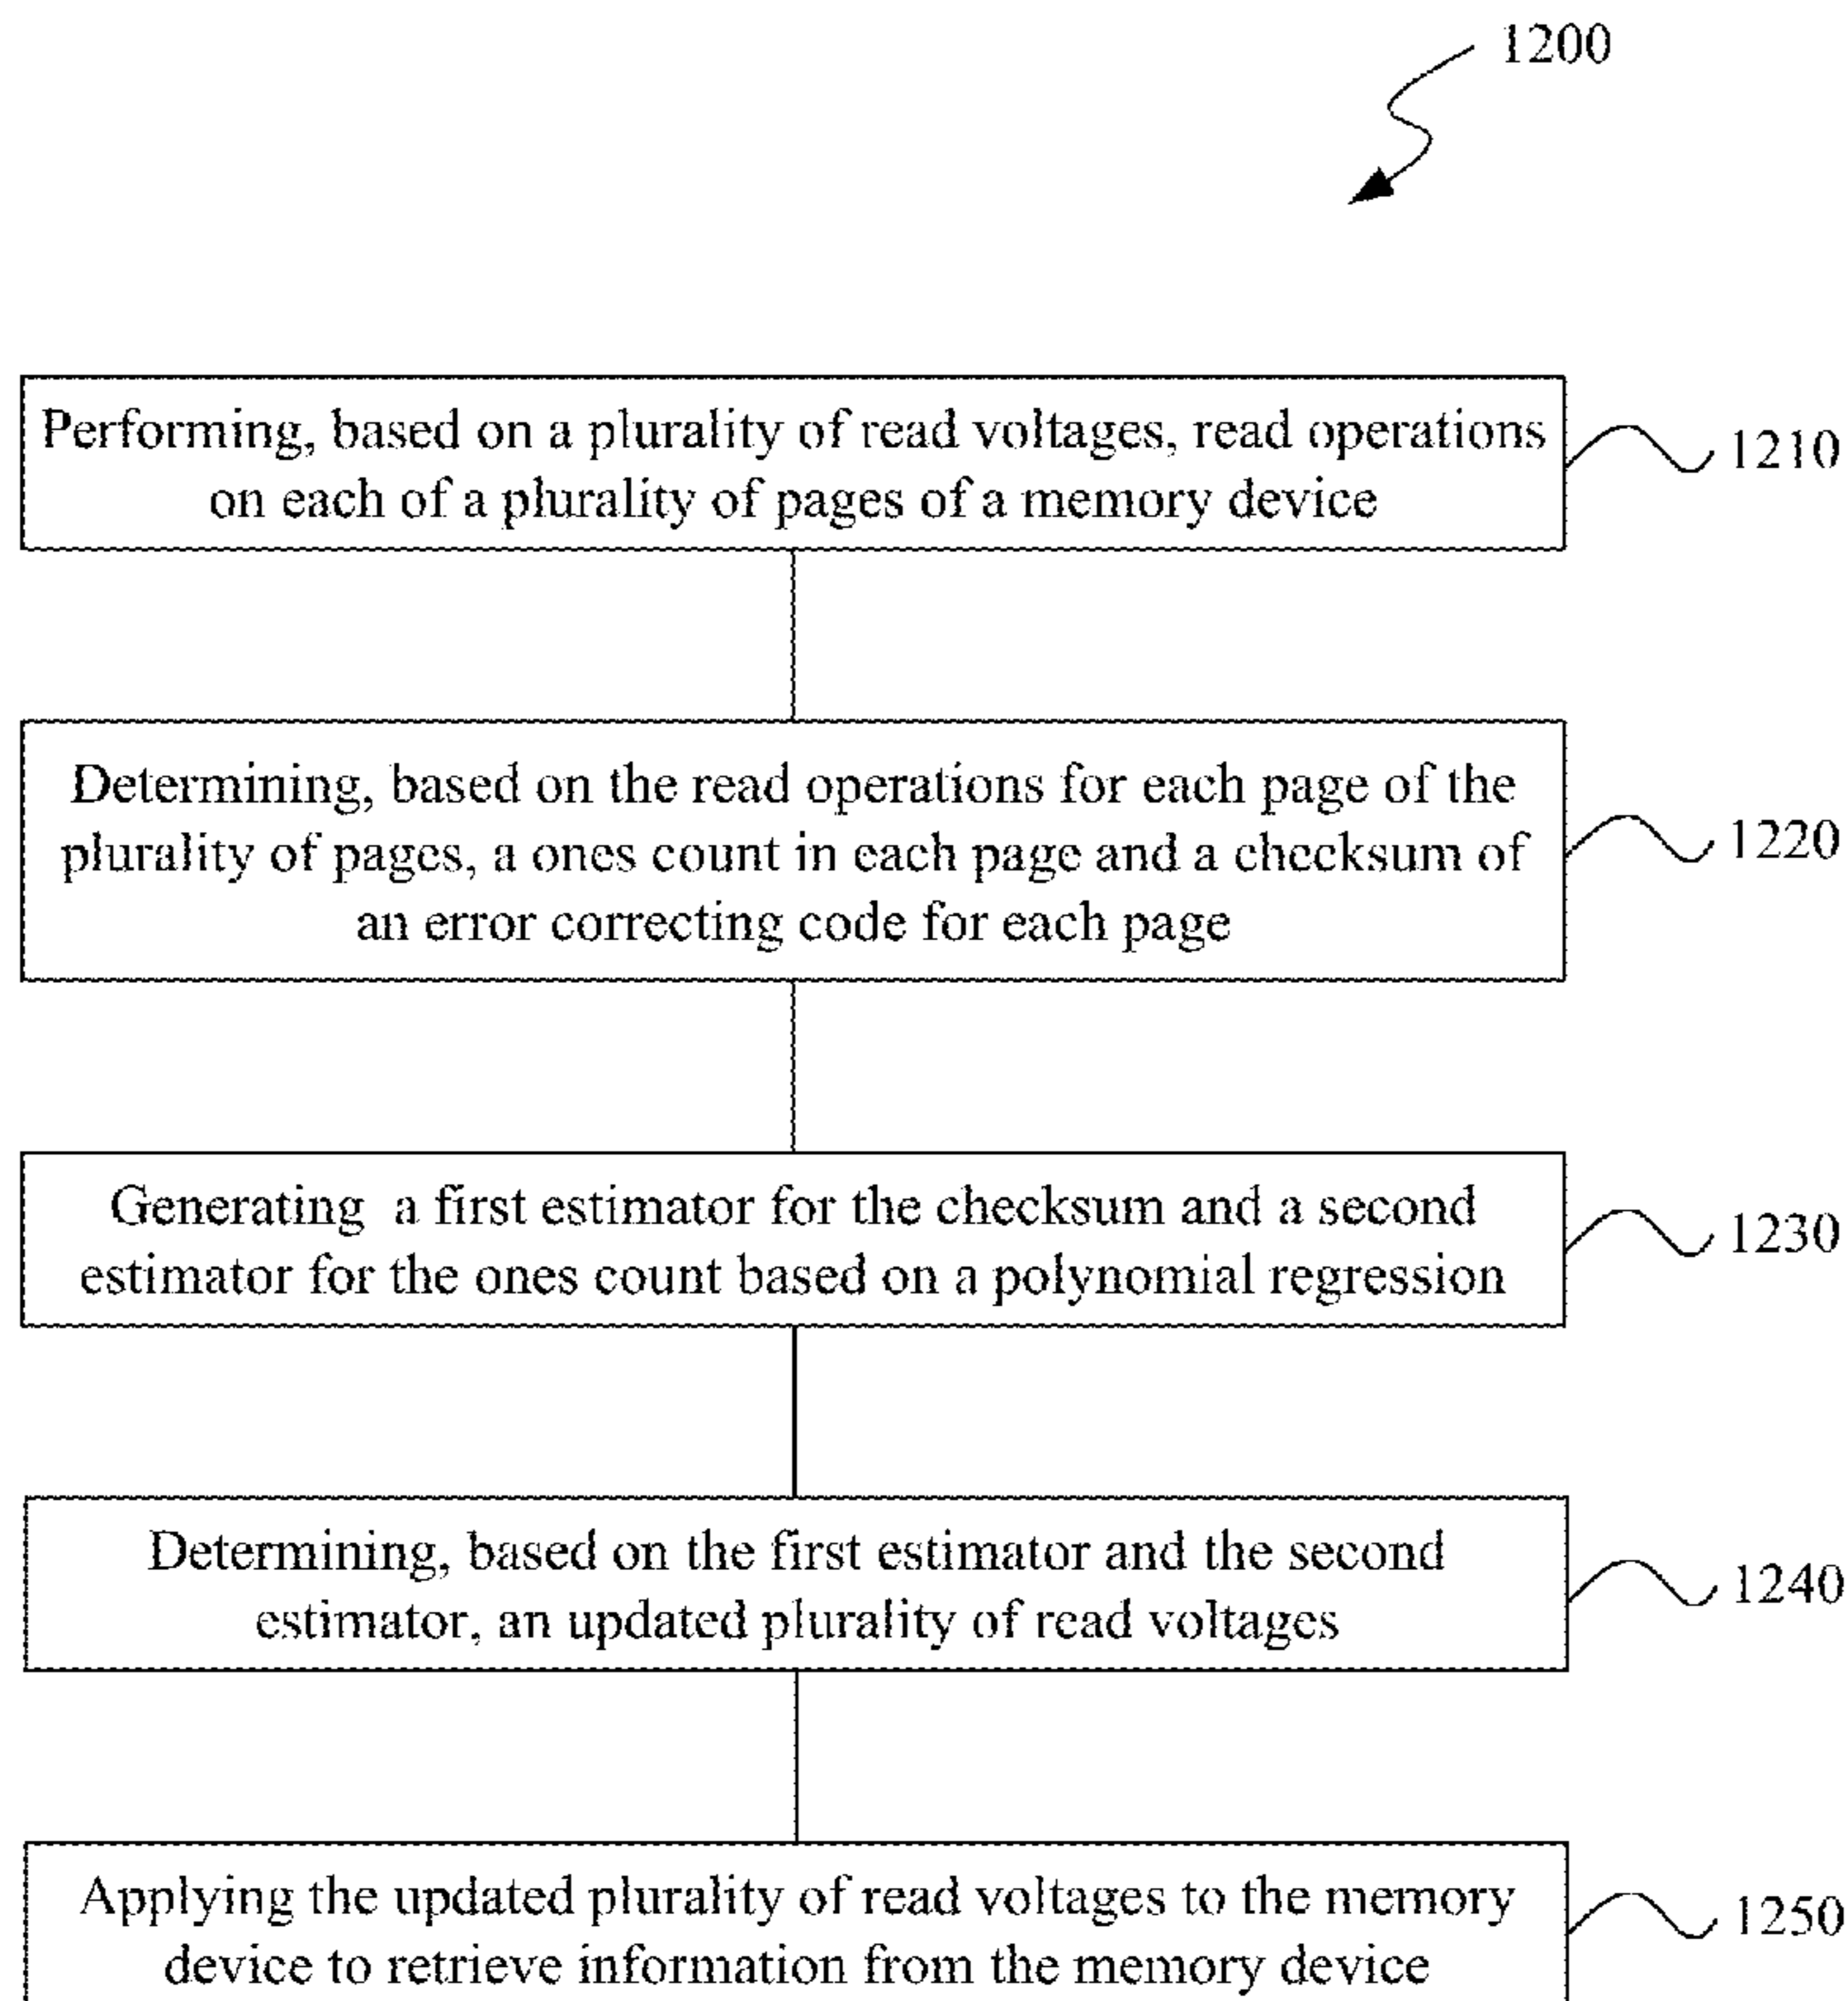 1200
Performing, based on a plurality of read voltages, read operations
on each of a plurality of pages of a memory device
1210
Determining, based on the read operations for each page of the
plurality of pages, a ones count in each page and a checksum of
an error correcting code for each page
1220
Generating a first estimator for the checksum and a second
estimator for the ones count based on a polynomial regression
1230
Determining, based on the first estimator and the second
estimator, an updated plurality of read voltages
1240
Applying the updated plurality of read voltages to the memory
device to retrieve information from the memory device
1250